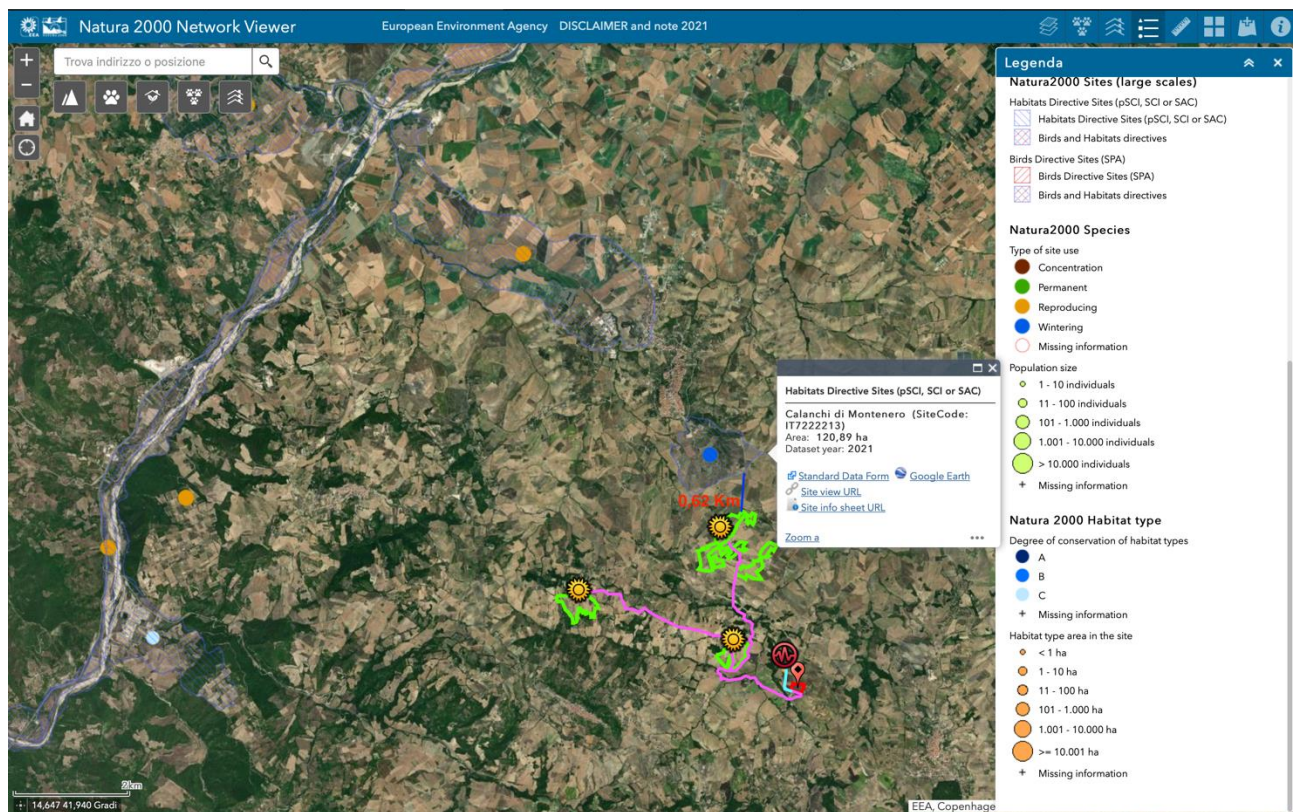 EEA
Natura 2000 Network Viewer
European Environment Agency DISCLAIMER and note 2021
+
Trova indirizzo o posizione
-
0,62 Km
Habitats Directive Sites (pSCI, SCI or SAC)
Calanchi di Montenero (SiteCode:
IT7222213)
Area: 120,89 ha
Dataset year: 2021
Standard Data Form Google Earth
Site view URL
Site info sheet URL
Zoom a
2km
14,647 41,940 Gradi
EEA, Copenhage
Legenda
Natura2000 Sites (large scales)
Habitats Directive Sites (pSCI, SCI or SAC)
Habitats Directive Sites (pSCI, SCI or SAC)
Birds and Habitats directives
Birds Directive Sites (SPA)
Birds Directive Sites (SPA)
Birds and Habitats directives
Natura2000 Species
Type of site use
Concentration
Permanent
Reproducing
Wintering
Missing information
Population size
1 - 10 individuals
11 - 100 individuals
101 - 1.000 individuals
1.001 - 10.000 individuals
> 10.000 individuals
+ Missing information
Natura 2000 Habitat type
Degree of conservation of habitat types
A
B
C
+ Missing information
Habitat type area in the site
< 1 ha
1 - 10 ha
11 - 100 ha
101 - 1.000 ha
1.001 - 10.000 ha
>= 10.001 ha
+ Missing information